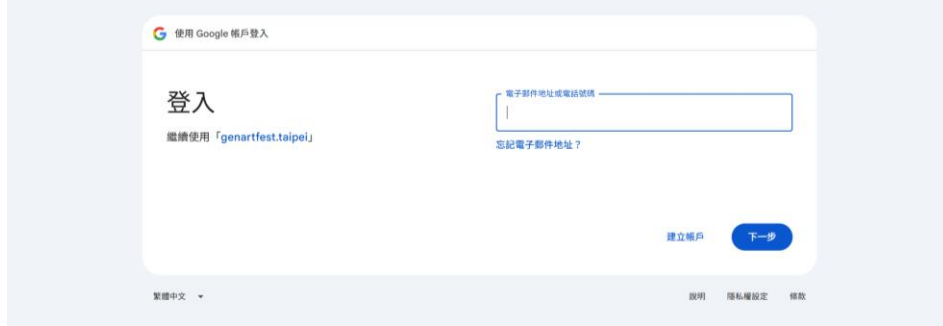 使用 Google 帳戶登入
登入
繼續使用「genartfest.taipei」
電子郵件地址或電話號碼
忘記電子郵件地址？
建立帳戶
下一步
繁體中文
說明
隱私權設定
條款